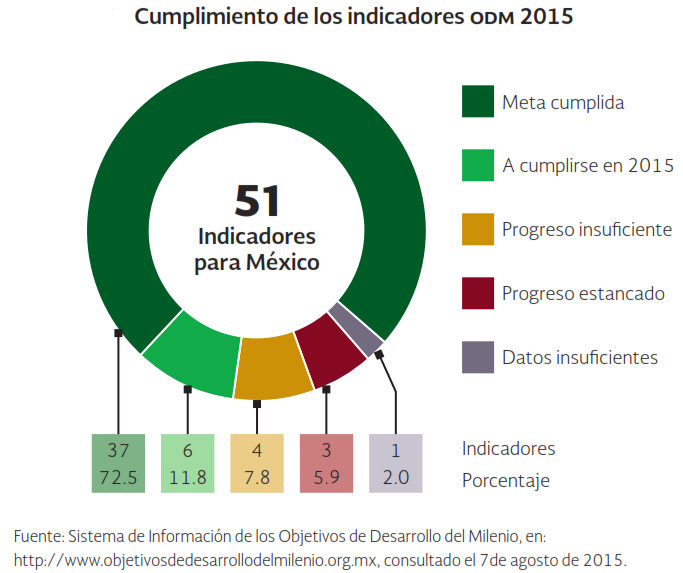 Cumplimiento de los indicadores ODM 2015
51
Indicadores
para México
Meta cumplida
A cumplirse en 2015
Progreso insuficiente
Progreso estancado
Datos insuficientes
37 6 4 3 1 Indicadores
72.5 11.8 7.8 5.9 2.0 Porcentaje
Fuente: Sistema de Información de los Objetivos de Desarrollo del Milenio, en:
http://www.objetivosdedesarrollodelmilenio.org.mx, consultado el 7de agosto de 2015.